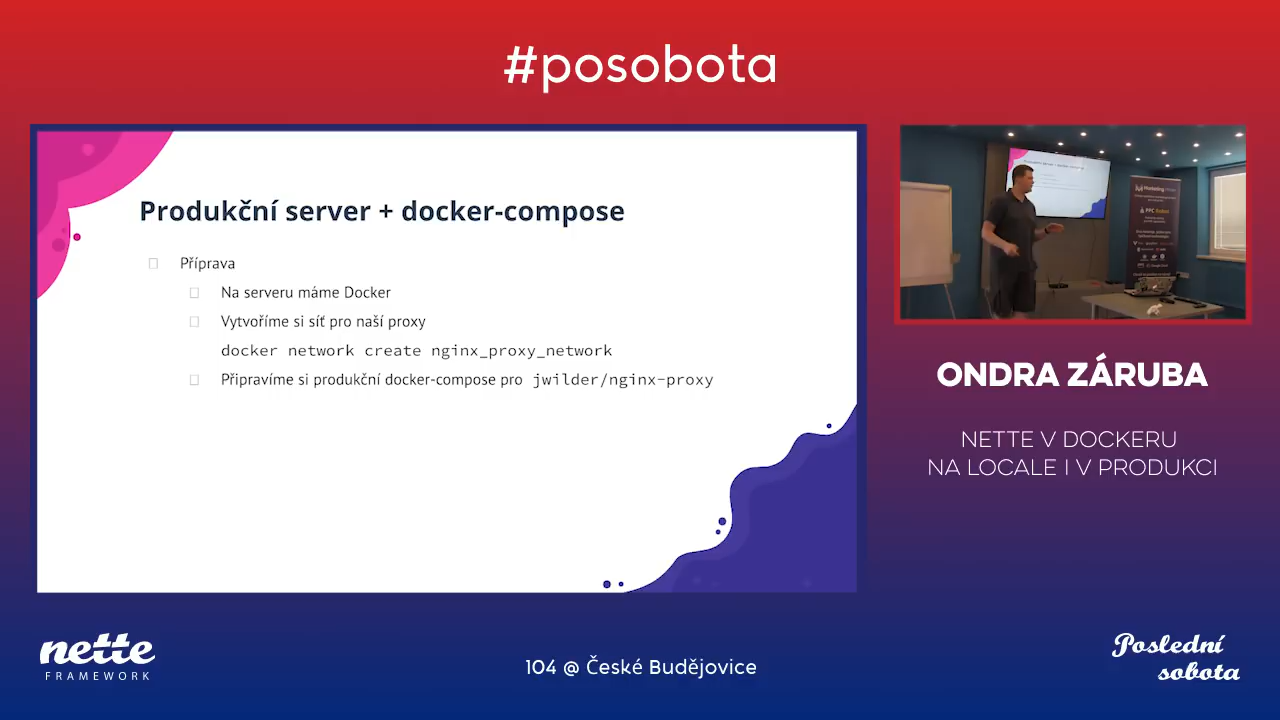 #posobota
Produkční server + docker-compose
Příprava
Na serveru máme Docker
Vytvoříme si síť pro naší proxy
docker network create nginx_proxy_network
Připravíme si produkční docker-compose pro jwilder/nginx-proxy
ONDRA ZÁRUBA
NETTE V DOCKERU
NA LOCALE I V PRODUKCI
nette
FRAMEWORK
104 @ České Budějovice
Poslední
sobota